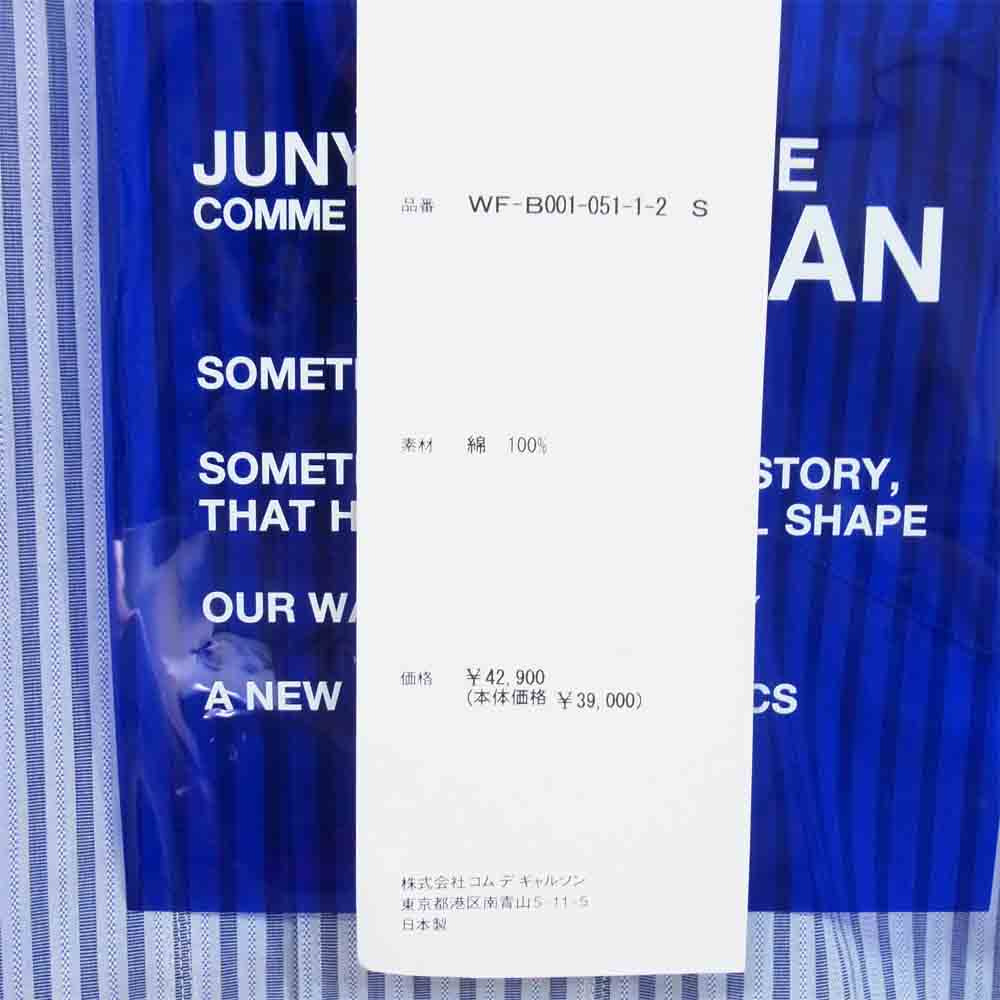 JUNY
E
COMME
AN
SOMETI
SOMETI
STORY,
THAT H
L SHAPE
OUR WA
A NEW
CS
品番 WF-B001-051-1-2 S
素材 綿 100%
価格 ¥42,900
(本体価格 ¥39,000)
株式会社コム デ ギャルソン
東京都港区南青山5-11-5
日本製